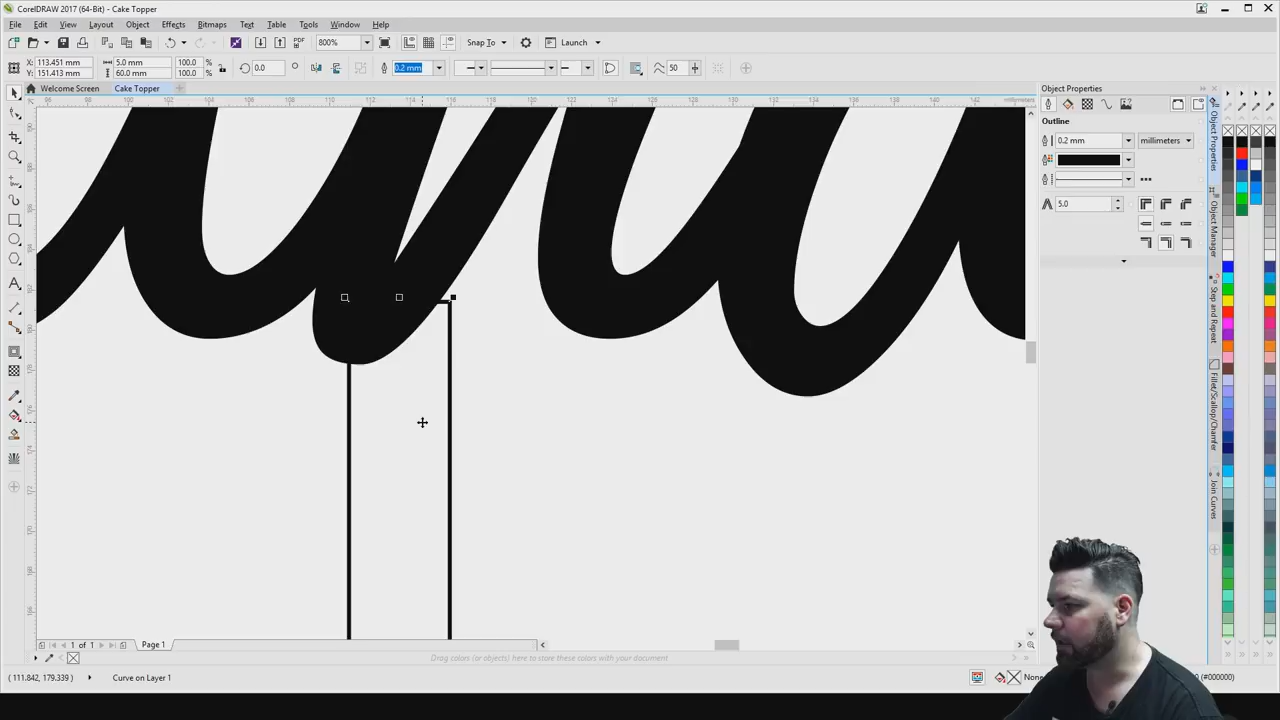 CorelDRAW 2017 (64-Bit) - Cake Topper
File Edit View Layout Object Effects Bitmaps Text Table Tools Window Help
PDF 800% Snap To Launch
X: 113.451 mm 5.0 mm 100.0 % 0.0 0.2 mm 50
Y: 151.413 mm 60.0 mm 100.0 %
Welcome Screen Cake Topper
Object Properties
millimeters
Outline
0.2 mm millimeters
5.0
Object Properties
Object Manager
Step and Repeat
Fillet/Scallop/Chamfer
Join Curves
1 of 1 Page 1
Drag colors (or objects) here to store these colors with your document
( 111.842, 179.339 ) Curve on Layer 1 (#000000)